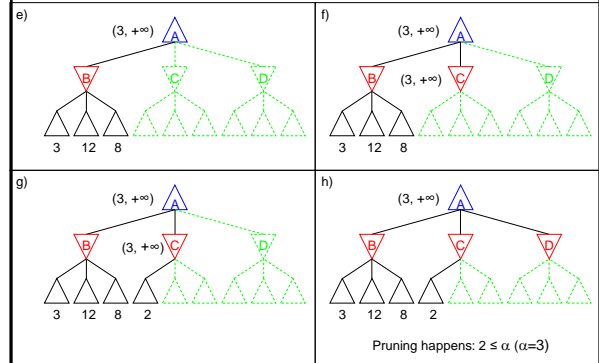 e)
(3, +∞)
A
B
C
D
3 12 8
f)
(3, +∞)
A
B
(3, +∞)
C
D
3 12 8
g)
(3, +∞)
A
B
(3, +∞)
C
D
3 12 8 2
h)
(3, +∞)
A
B
C
D
3 12 8 2
Pruning happens: 2 ≤ α (α=3)